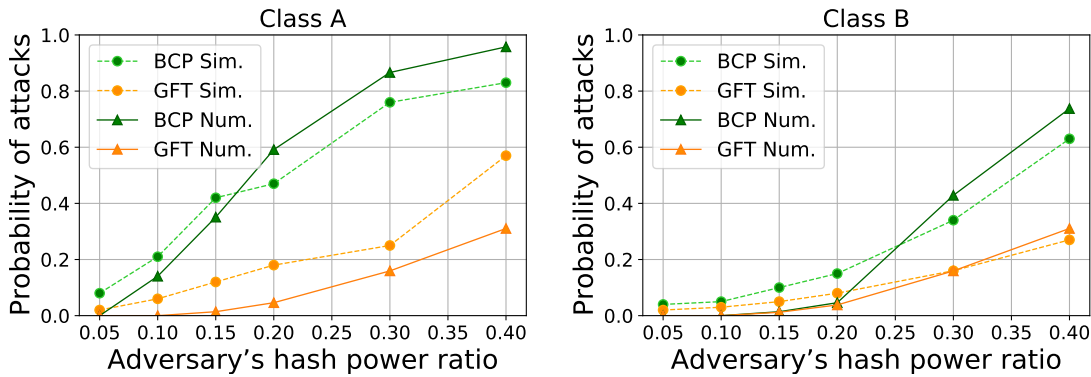 Class A
Probability of attacks
1.0
0.8
0.6
0.4
0.2
0.0
BCP Sim.
GFT Sim.
BCP Num.
GFT Num.
0.05 0.10 0.15 0.20 0.25 0.30 0.35 0.40
Adversary's hash power ratio
Class B
Probability of attacks
1.0
0.8
0.6
0.4
0.2
0.0
BCP Sim.
GFT Sim.
BCP Num.
GFT Num.
0.05 0.10 0.15 0.20 0.25 0.30 0.35 0.40
Adversary's hash power ratio